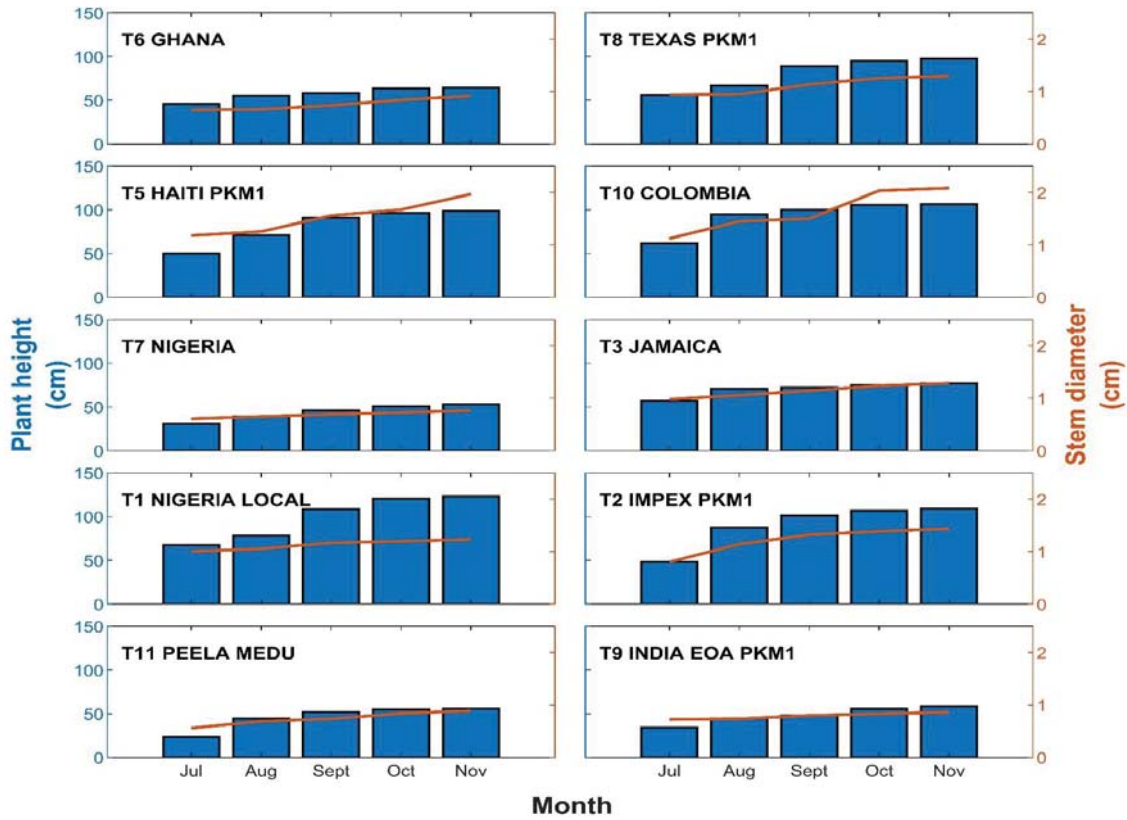 150
100
50
0
T6 GHANA
T8 TEXAS PKM1
2
1
0
150
100
50
0
T5 HAITI PKM1
T10 COLOMBIA
2
1
0
150
100
50
0
T7 NIGERIA
T3 JAMAICA
2
1
0
150
100
50
0
T1 NIGERIA LOCAL
T2 IMPEX PKM1
2
1
0
150
100
50
0
T11 PEELA MEDU
T9 INDIA EOA PKM1
2
1
0
Jul Aug Sept Oct Nov
Jul Aug Sept Oct Nov
Month
Plant height
(cm)
Stem diameter
(cm)